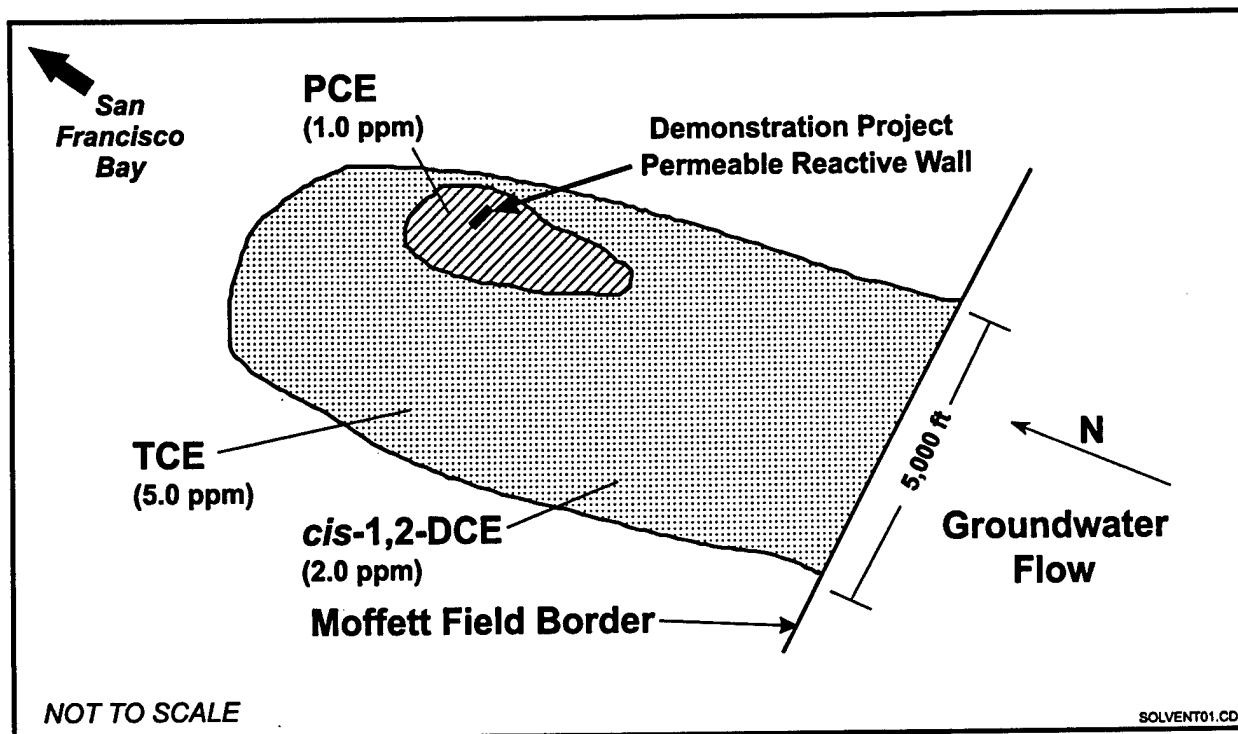 San
Francisco
Bay
PCE
(1.0 ppm)
Demonstration Project
Permeable Reactive Wall
TCE
(5.0 ppm)
cis-1,2-DCE
(2.0 ppm)
Moffett Field Border
5,000 ft
N
Groundwater
Flow
NOT TO SCALE
SOLVENT01.CD